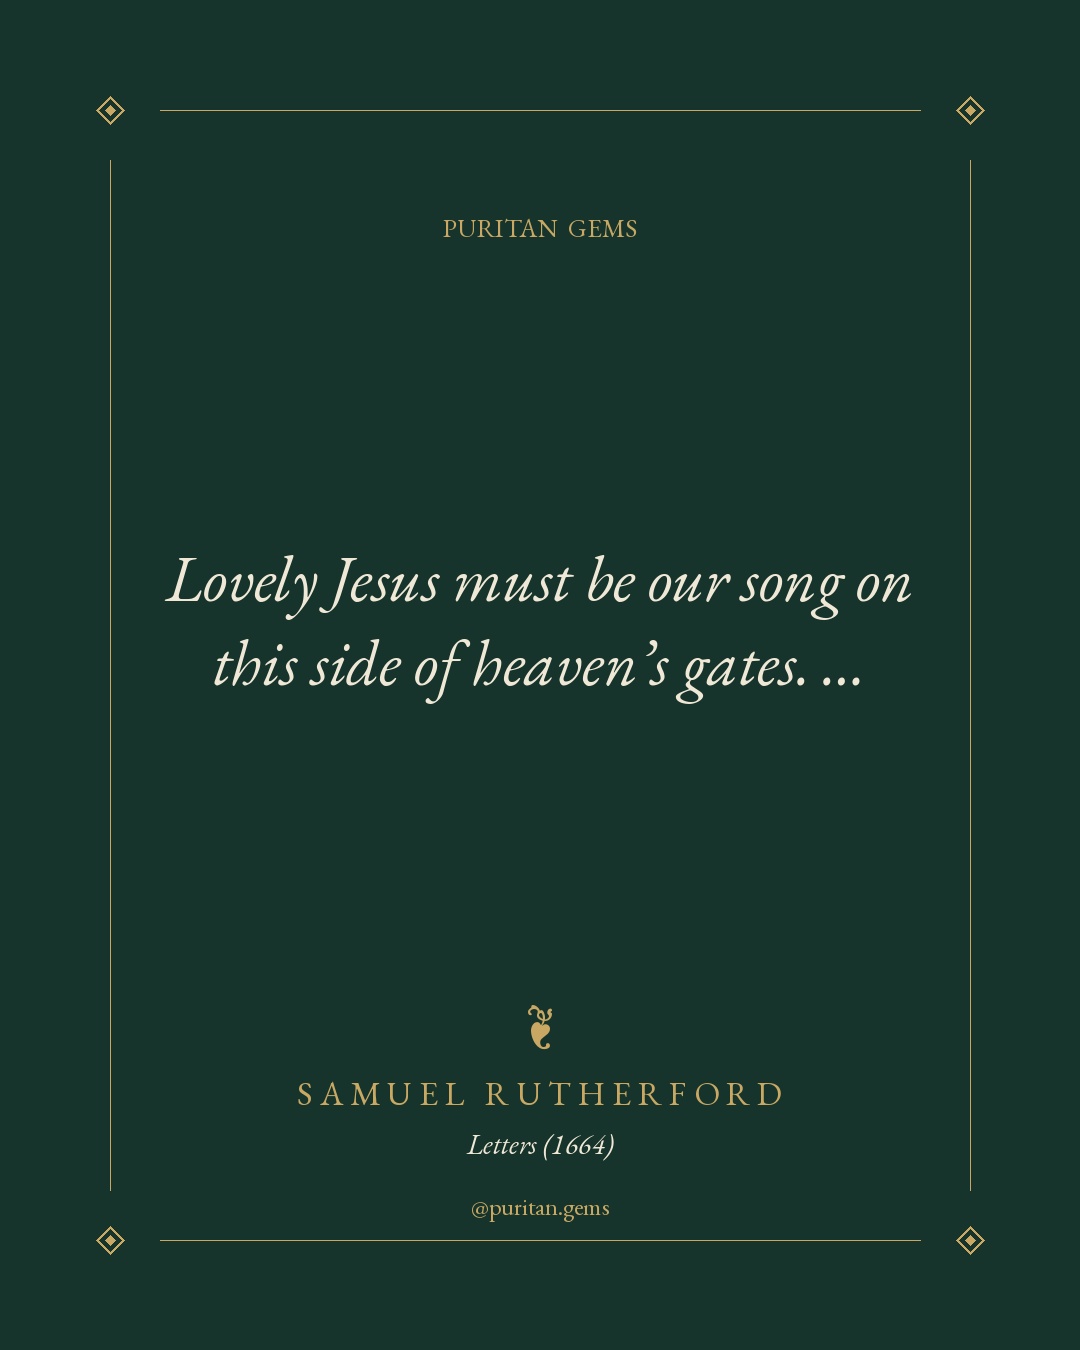 PURITAN GEMS
Lovely Jesus must be our song on
this side of heaven’s gates. ...
SAMUEL RUTHERFORD
Letters (1664)
@puritan.gems